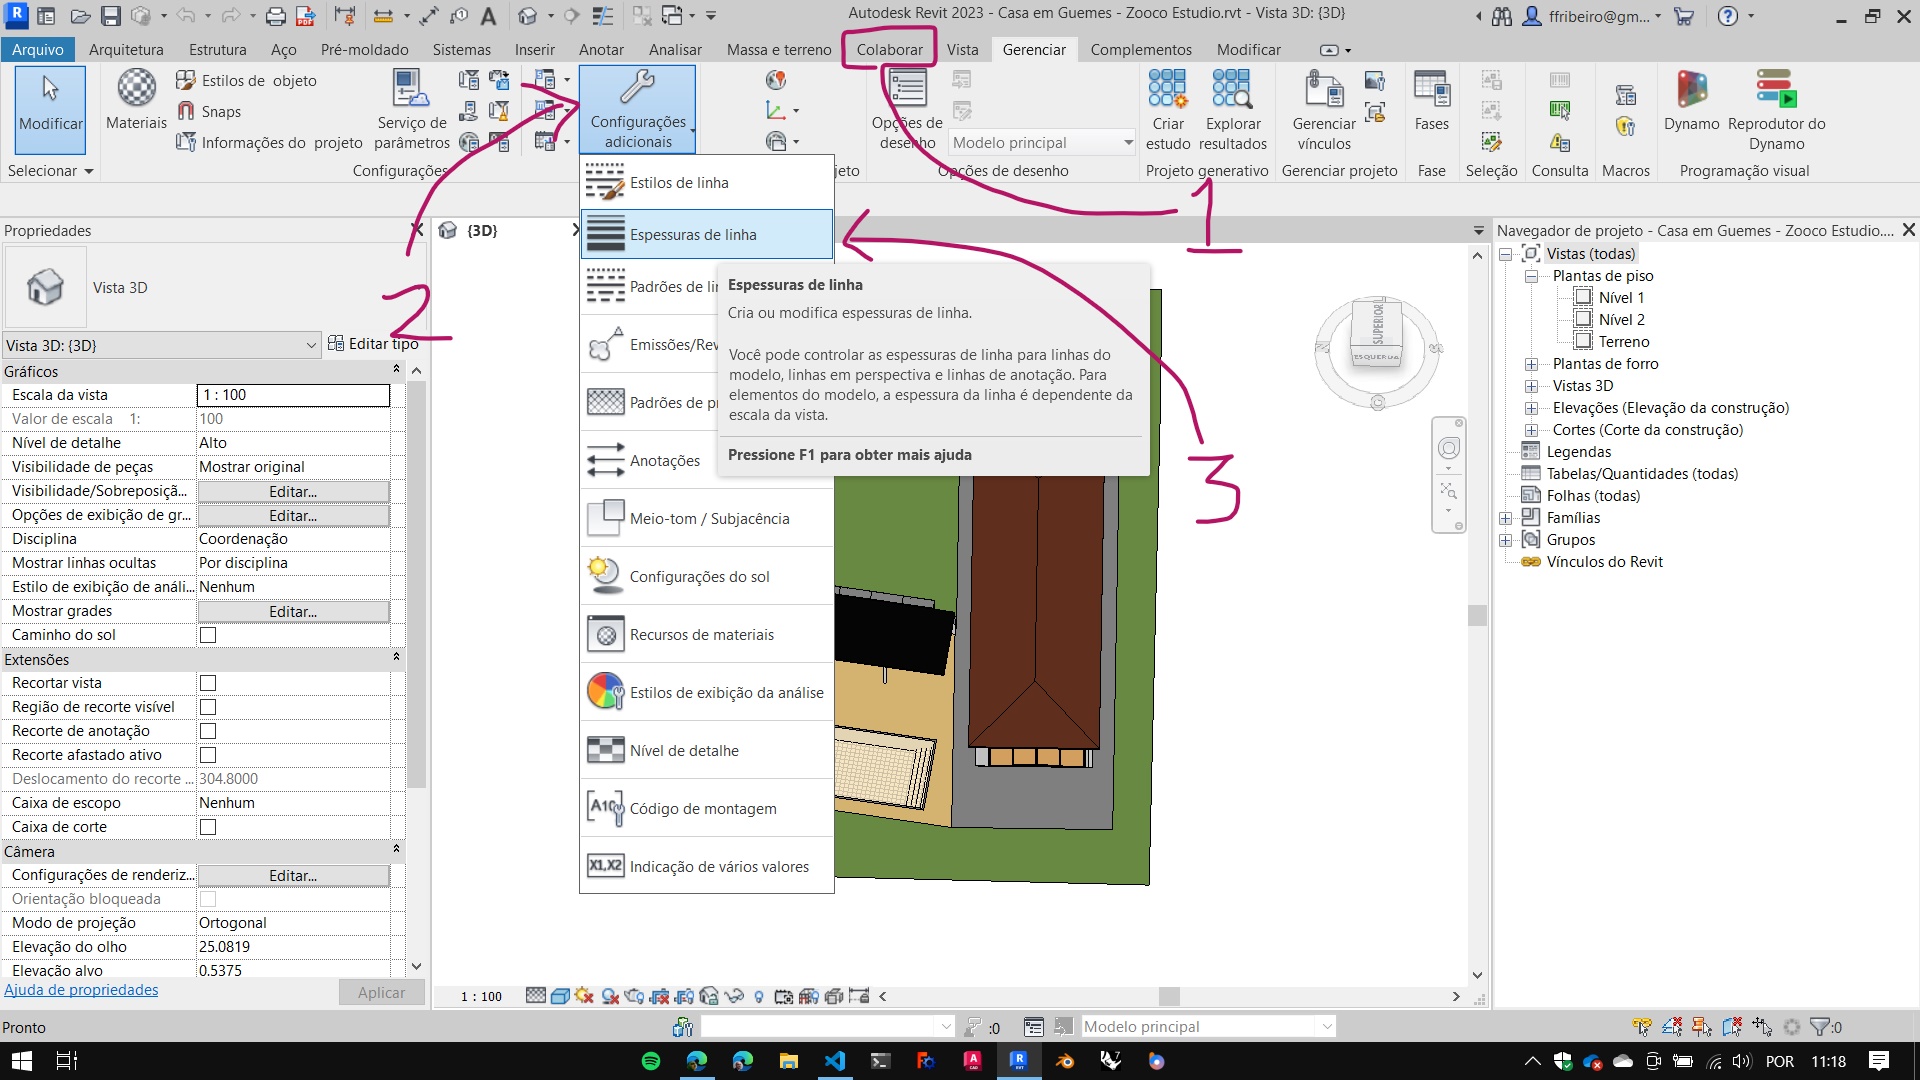 Autodesk Revit 2023 - Casa em Guemes - Zooco Estudio.rvt - Vista 3D: {3D}
ffribeiro@gm...
Arquivo
Arquitetura
Estrutura
Aço
Pré-moldado
Sistemas
Inserir
Anotar
Analisar
Massa e terreno
Colaborar
Vista
Gerenciar
Complementos
Modificar
Modificar
Materiais
Estilos de objeto
Snaps
Informações do projeto
Serviço de
parâmetros
Configurações
adicionais
Opções de
desenho
Modelo principal
Criar
estudo
Explorar
resultados
Gerenciar
vínculos
Fases
Dynamo
Reprodutor do
Dynamo
Selecionar
Configurações
jeto
Opções de desenho
Projeto generativo
Gerenciar projeto
Fase
Seleção
Consulta
Macros
Programação visual
1
2
3
Propriedades
Vista 3D
Vista 3D: {3D}
Editar tipo
Gráficos
Escala da vista
1 : 100
Valor de escala 1:
100
Nível de detalhe
Alto
Visibilidade de peças
Mostrar original
Visibilidade/Sobreposiçã...
Editar...
Opções de exibição de gr...
Editar...
Disciplina
Coordenação
Mostrar linhas ocultas
Por disciplina
Estilo de exibição de análi...
Nenhum
Mostrar grades
Editar...
Caminho do sol
Extensões
Recortar vista
Região de recorte visível
Recorte de anotação
Recorte afastado ativo
Deslocamento do recorte ...
304.8000
Caixa de escopo
Nenhum
Caixa de corte
Câmera
Configurações de renderiz...
Editar...
Orientação bloqueada
Modo de projeção
Ortogonal
Elevação do olho
25.0819
Elevação alvo
0.5375
Ajuda de propriedades
Aplicar
{3D}
Estilos de linha
Espessuras de linha
Padrões de lin
Emissões/Rev
Padrões de pr
Anotações
Meio-tom / Subjacência
Configurações do sol
Recursos de materiais
Estilos de exibição da análise
Nível de detalhe
Código de montagem
Indicação de vários valores
A10
X1,X2
Espessuras de linha
Cria ou modifica espessuras de linha.
Você pode controlar as espessuras de linha para linhas do
modelo, linhas em perspectiva e linhas de anotação. Para
elementos do modelo, a espessura da linha é dependente da
escala da vista.
Pressione F1 para obter mais ajuda
SUPERIOR
ESQUERDA
Navegador de projeto - Casa em Guemes - Zooco Estudio....
Vistas (todas)
Plantas de piso
Nível 1
Nível 2
Terreno
Plantas de forro
Vistas 3D
Elevações (Elevação da construção)
Cortes (Corte da construção)
Legendas
Tabelas/Quantidades (todas)
Folhas (todas)
Famílias
Grupos
Vínculos do Revit
1 : 100
Pronto
:0
Modelo principal
:0
POR
11:18